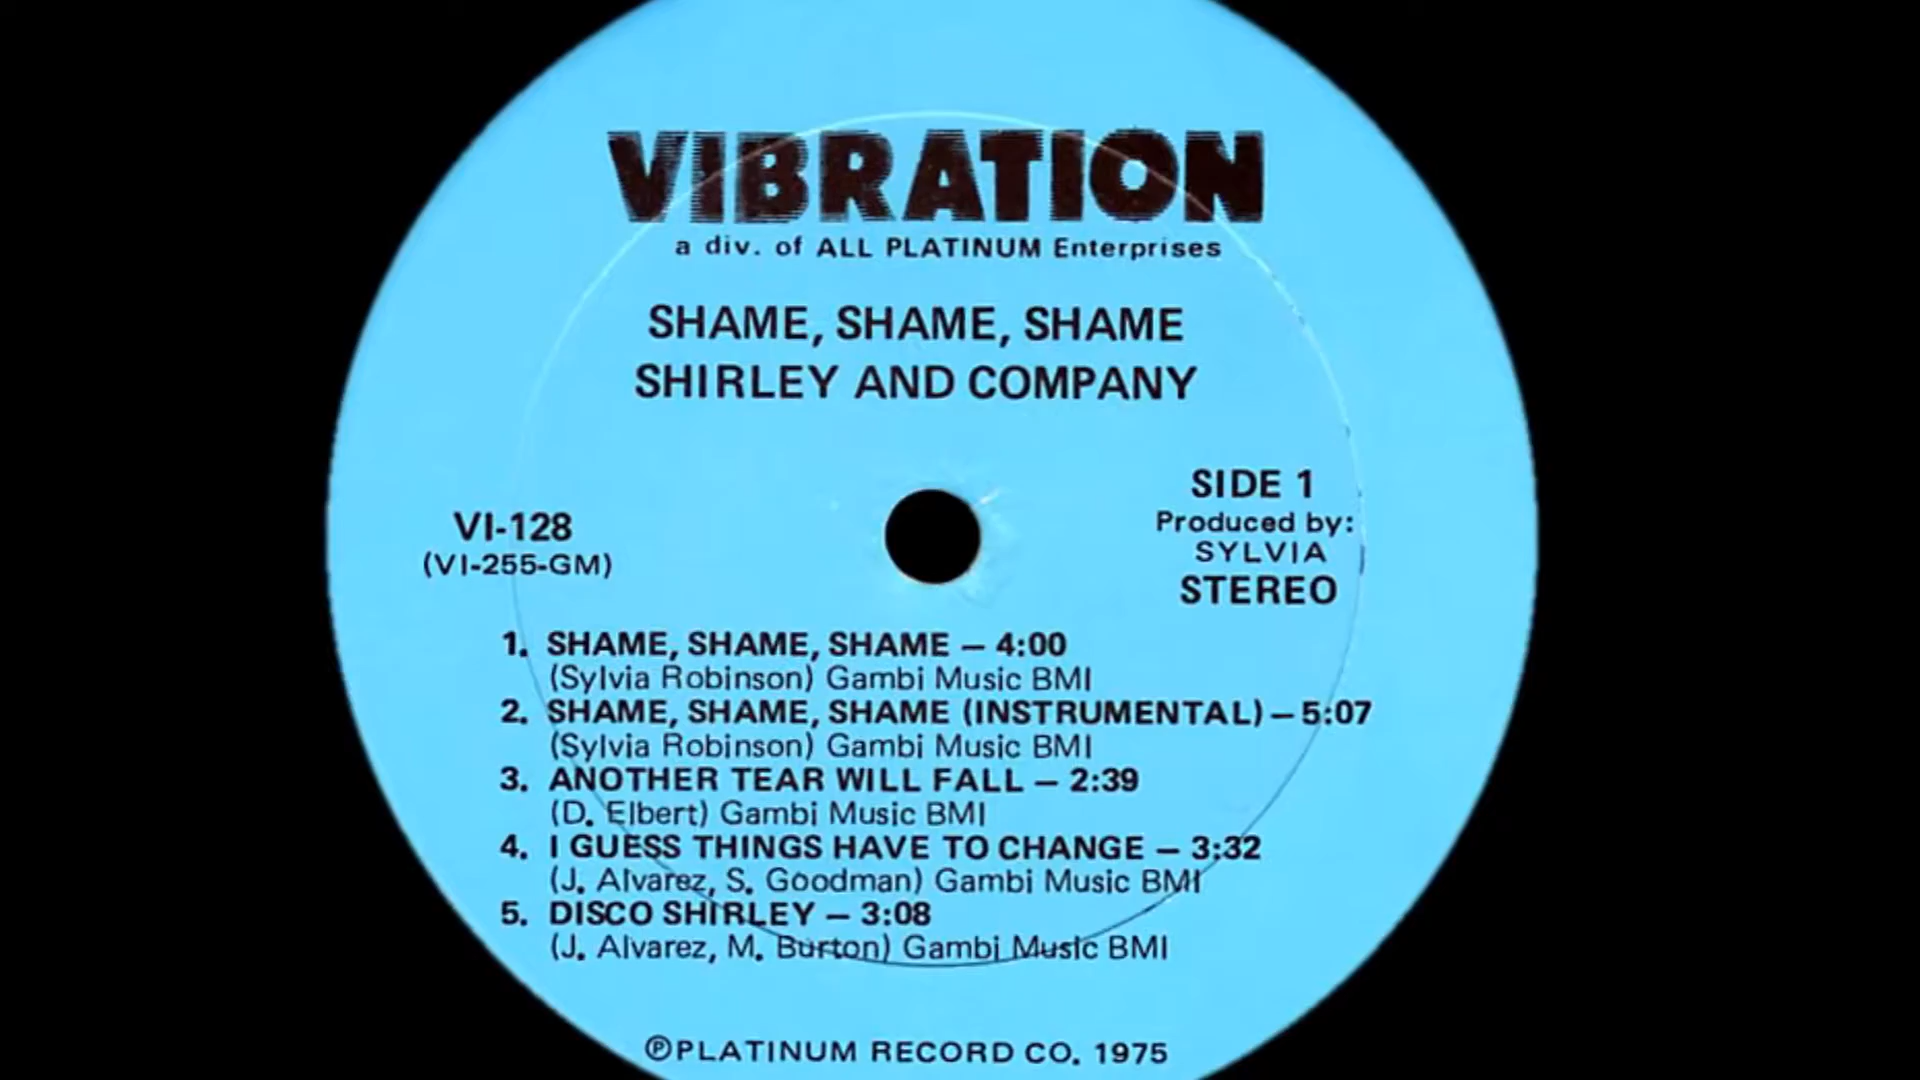 VIBRATION
a div. of ALL PLATINUM Enterprises
SHAME, SHAME, SHAME
SHIRLEY AND COMPANY
VI-128
(VI-255-GM)
SIDE 1
Produced by:
SYLVIA
STEREO
1. SHAME, SHAME, SHAME – 4:00
(Sylvia Robinson) Gambi Music BMI
2. SHAME, SHAME, SHAME (INSTRUMENTAL) – 5:07
(Sylvia Robinson) Gambi Music BMI
3. ANOTHER TEAR WILL FALL – 2:39
(D. Elbert) Gambi Music BMI
4. I GUESS THINGS HAVE TO CHANGE – 3:32
(J. Alvarez, S. Goodman) Gambi Music BMI
5. DISCO SHIRLEY – 3:08
(J. Alvarez, M. Burton) Gambi Music BMI
℗PLATINUM RECORD CO. 1975